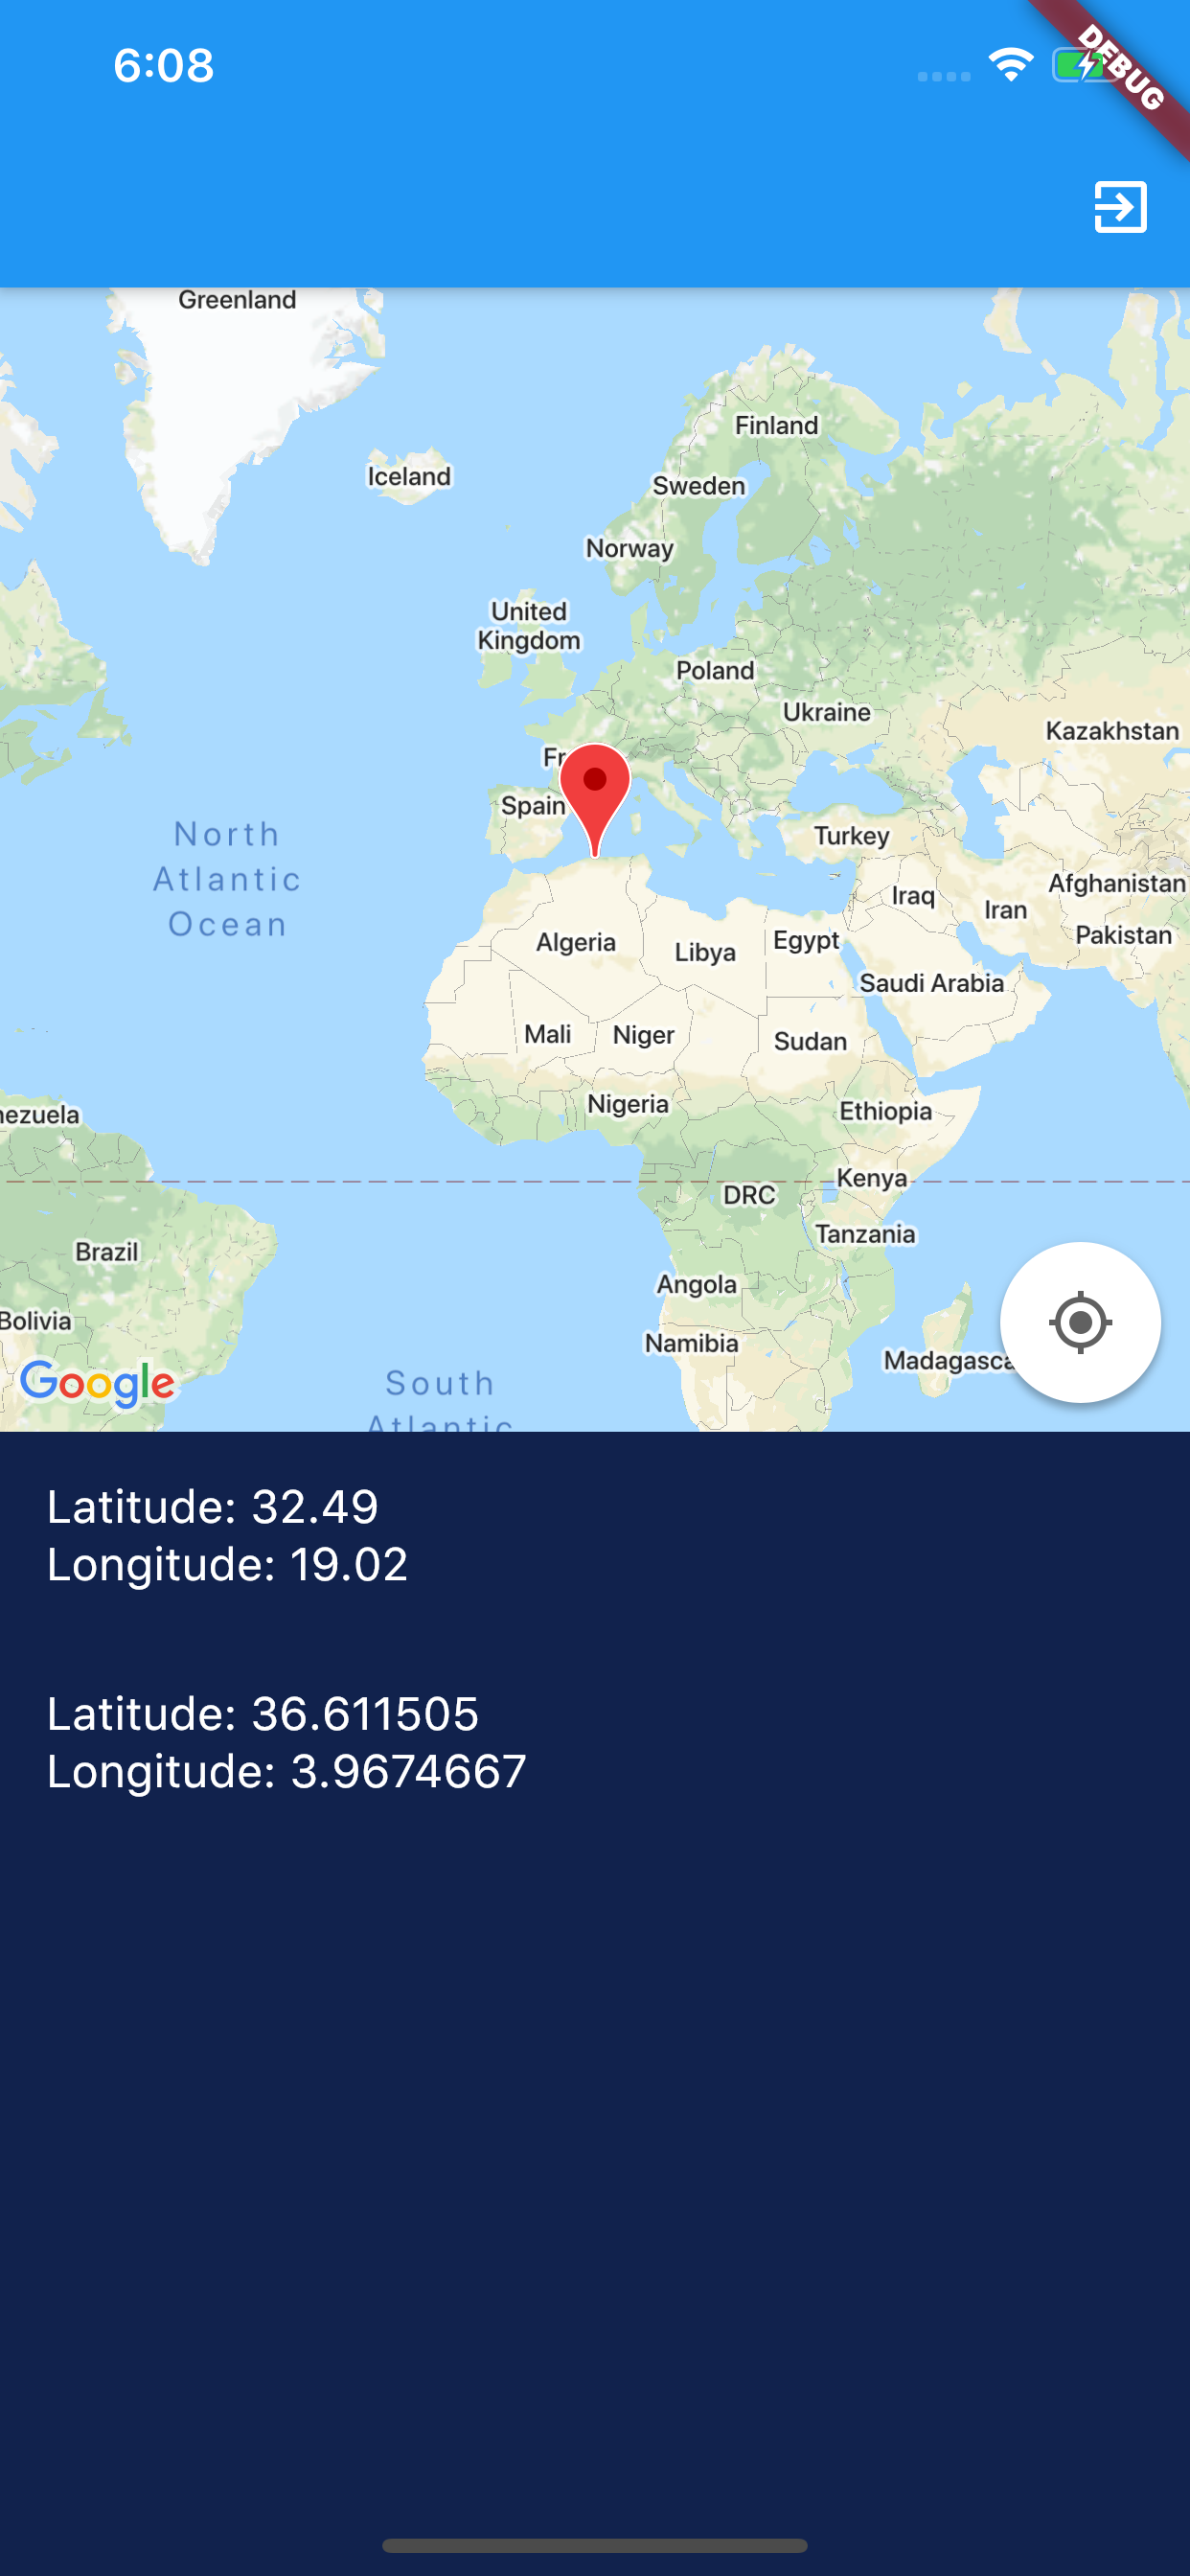 6:08
DEBUG
Greenland
Finland
Iceland
Sweden
Norway
United
Kingdom
Poland
Ukraine
Kazakhstan
Spain
North
Atlantic
Ocean
Turkey
Afghanistan
Iraq
Iran
Pakistan
Algeria
Libya
Egypt
Saudi Arabia
Mali
Niger
Sudan
Nigeria
Ethiopia
nezuela
Kenya
DRC
Tanzania
Brazil
Angola
Bolivia
Namibia
Madagasca
Google
South
Atlantic
Latitude: 32.49
Longitude: 19.02
Latitude: 36.611505
Longitude: 3.9674667